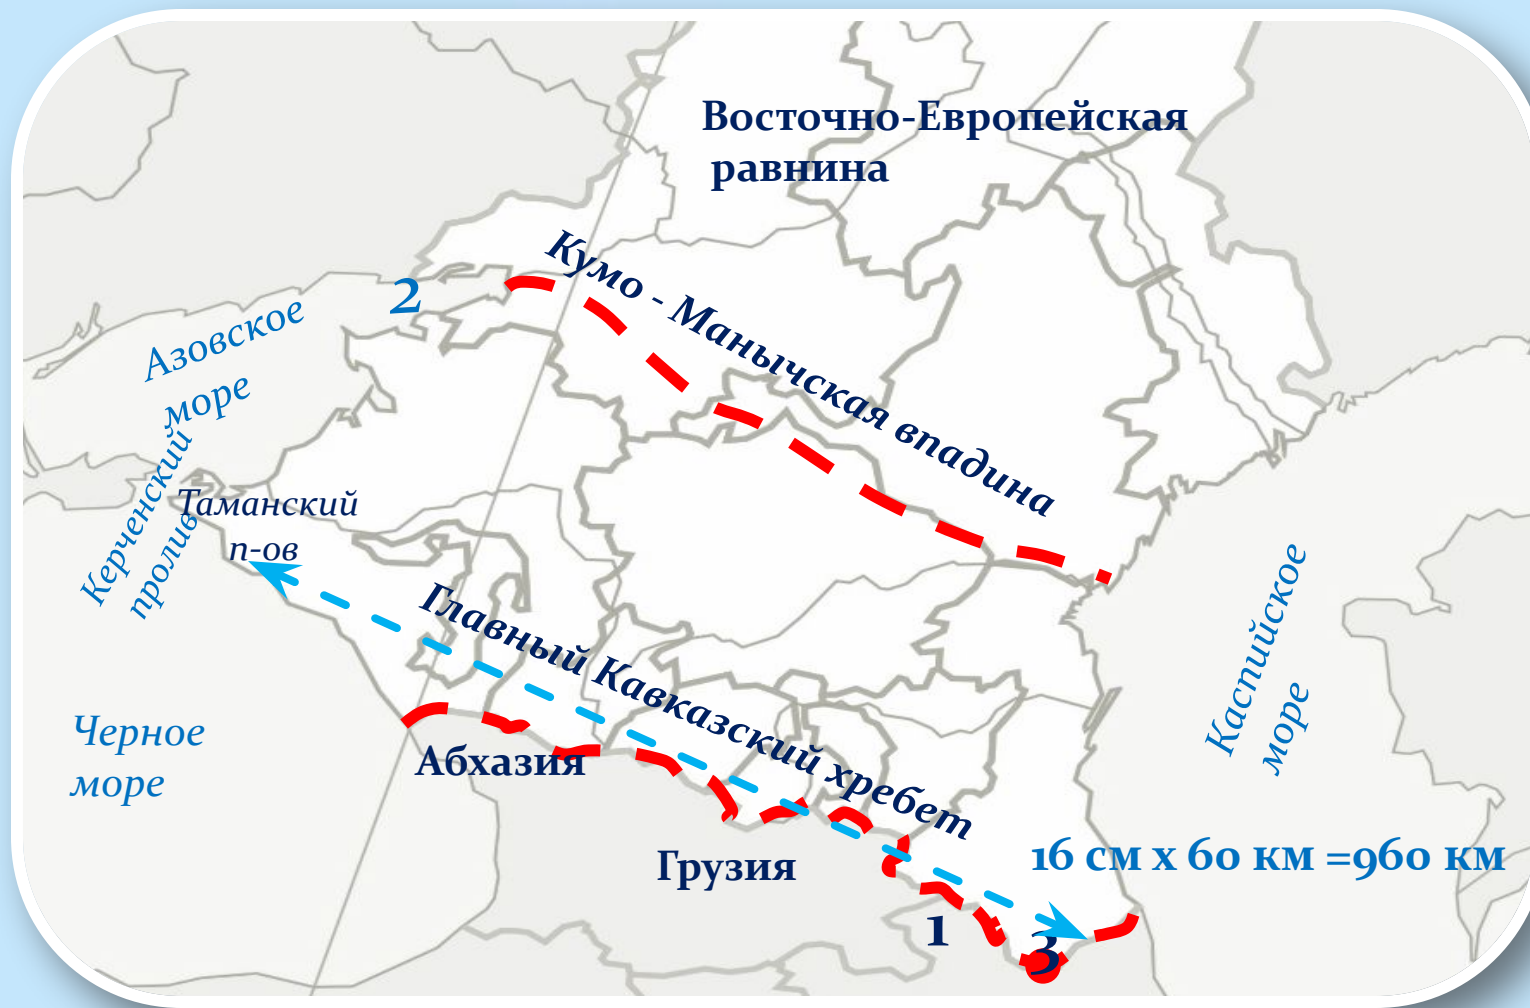 Восточно-Европейская
равнина
Кумо - Манычская впадина
2
Азовское
море
Керченский
пролив
Таманский
п-ов
Главный Кавказский хребет
Каспийское
море
Черное
море
Абхазия
Грузия
16 см х 60 км =960 км
1
3